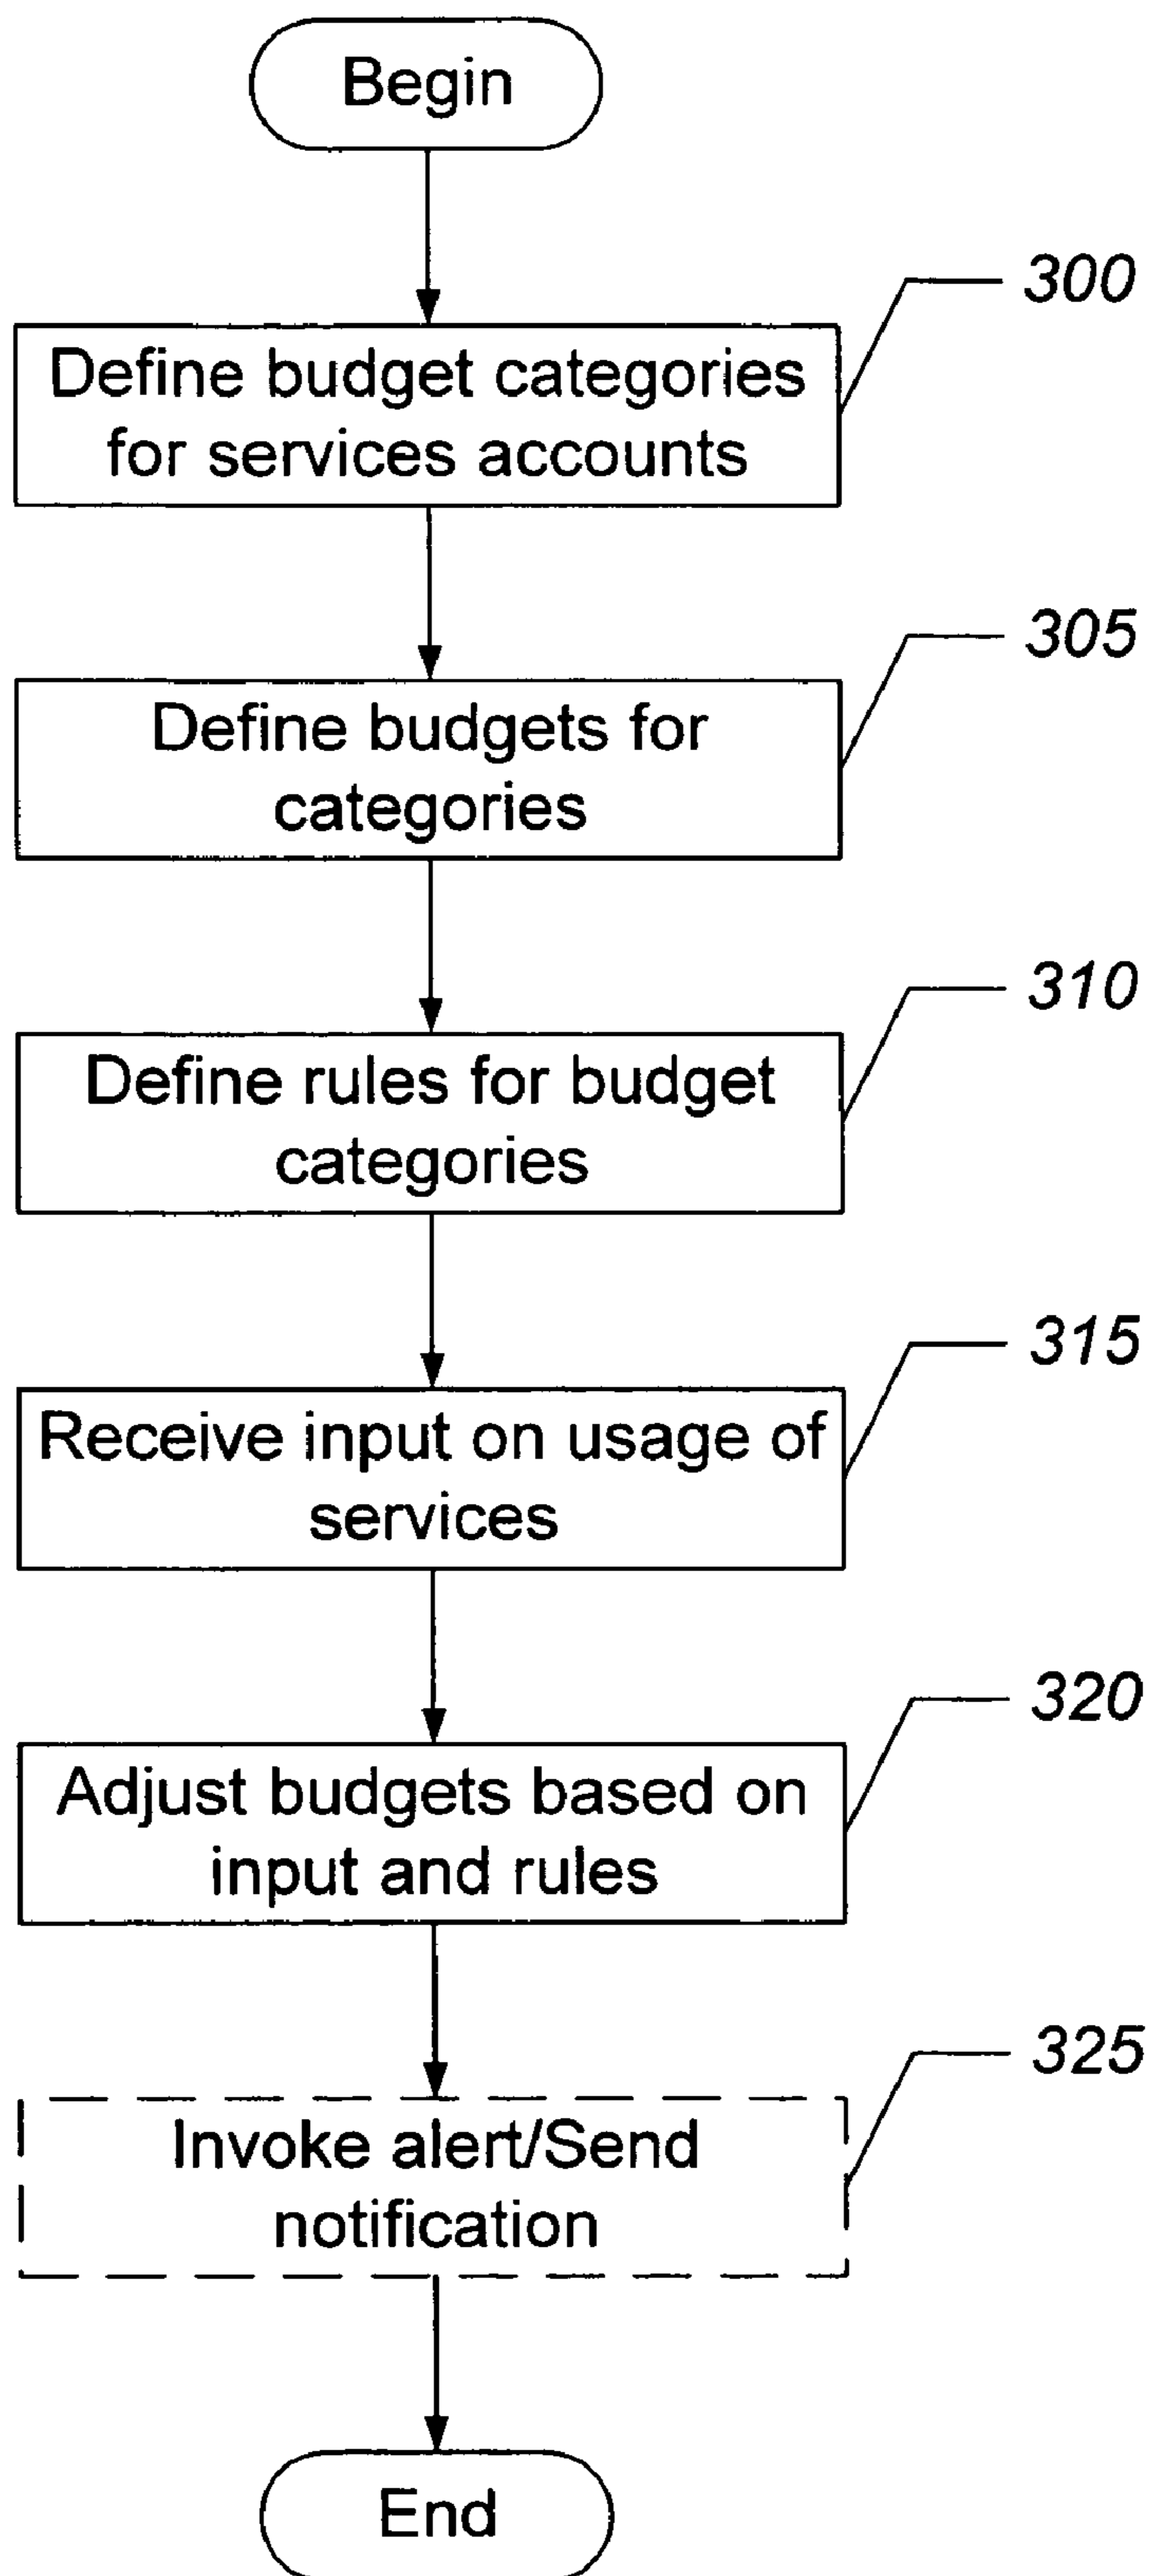 Begin
300
Define budget categories
for services accounts
305
Define budgets for
categories
310
Define rules for budget
categories
315
Receive input on usage of
services
320
Adjust budgets based on
input and rules
325
Invoke alert/Send
notification
End